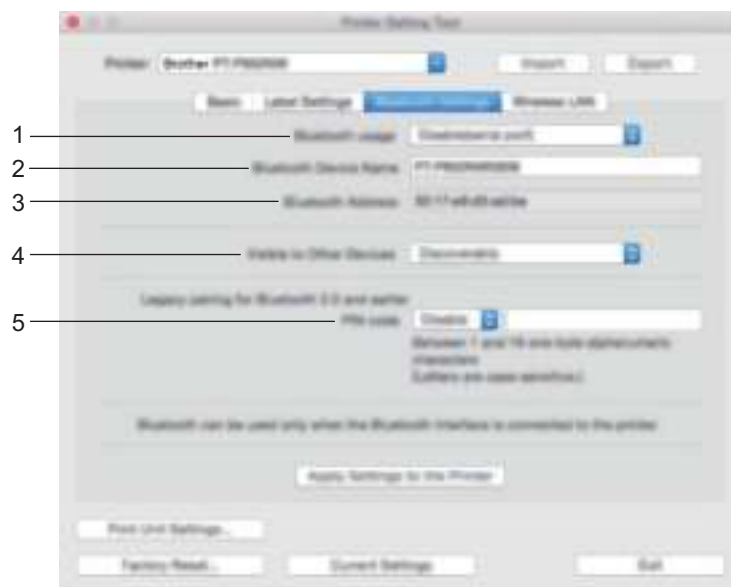 Printer Setting Tool
Printer: Brother
Import
Export
Basic
Label Settings
Bluetooth Settings
Wireless LAN
1
Bluetooth usage
2
Bluetooth Device Name
3
Bluetooth Address
4
Visible to Other Devices
Discoverable
Legacy pairing for Bluetooth 2.0 and earlier
5
PIN code
Disable
Between 1 and 16 one-byte alphanumeric
characters
(Letters are case-sensitive.)
Bluetooth can be used only when the Bluetooth Interface is connected to the printer.
Apply Settings to the Printer
Print Unit Settings...
Factory Reset...
Current Settings
Exit